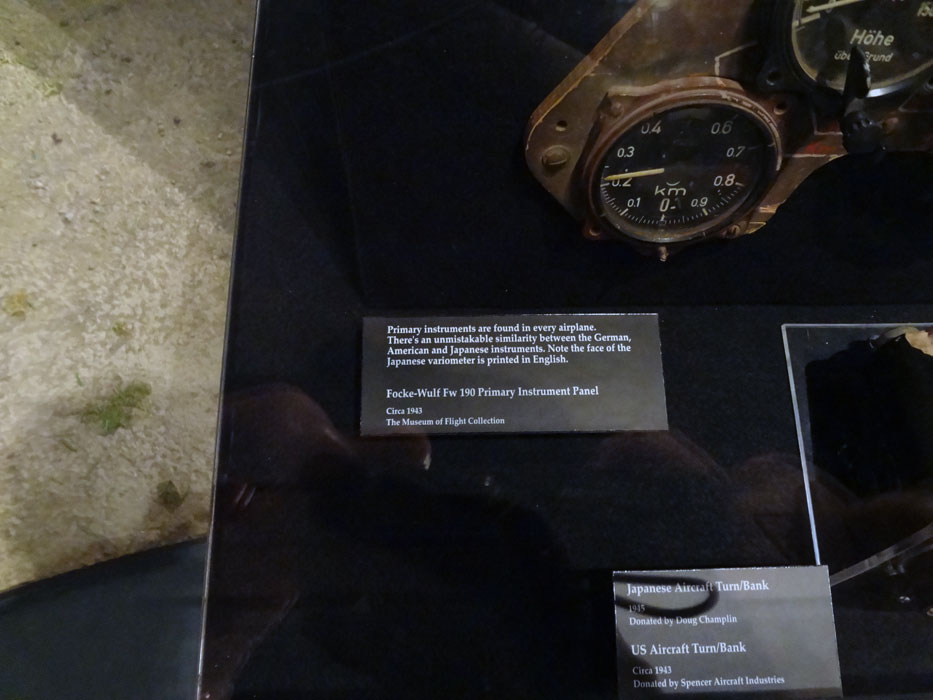 Höhe
über Grund
0.4 0.6
0.3 0.7
0.2 0.8
km
0.1 0 0.9
Primary instruments are found in every airplane.
There's an unmistakable similarity between the German,
American and Japanese instruments. Note the face of the
Japanese variometer is printed in English.
Focke-Wulf Fw 190 Primary Instrument Panel
Circa 1943
The Museum of Flight Collection
Japanese Aircraft Turn/Bank
1945
Donated by Doug Champlin
US Aircraft Turn/Bank
Circa 1943
Donated by Spencer Aircraft Industries